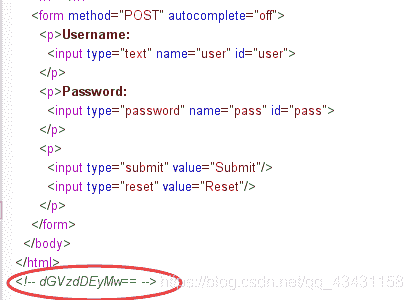 <form method="POST" autocomplete="off">
<p>Username:
<input type="text" name="user" id="user">
</p>
<p>Password:
<input type="password" name="pass" id="pass">
</p>
<p>
<input type="submit" value="Submit"/>
<input type="reset" value="Reset"/>
</p>
</form>
</body>
</html>
<!-- dGVzdDEyMw== --> https://blog.csdn.net/qq_43431158